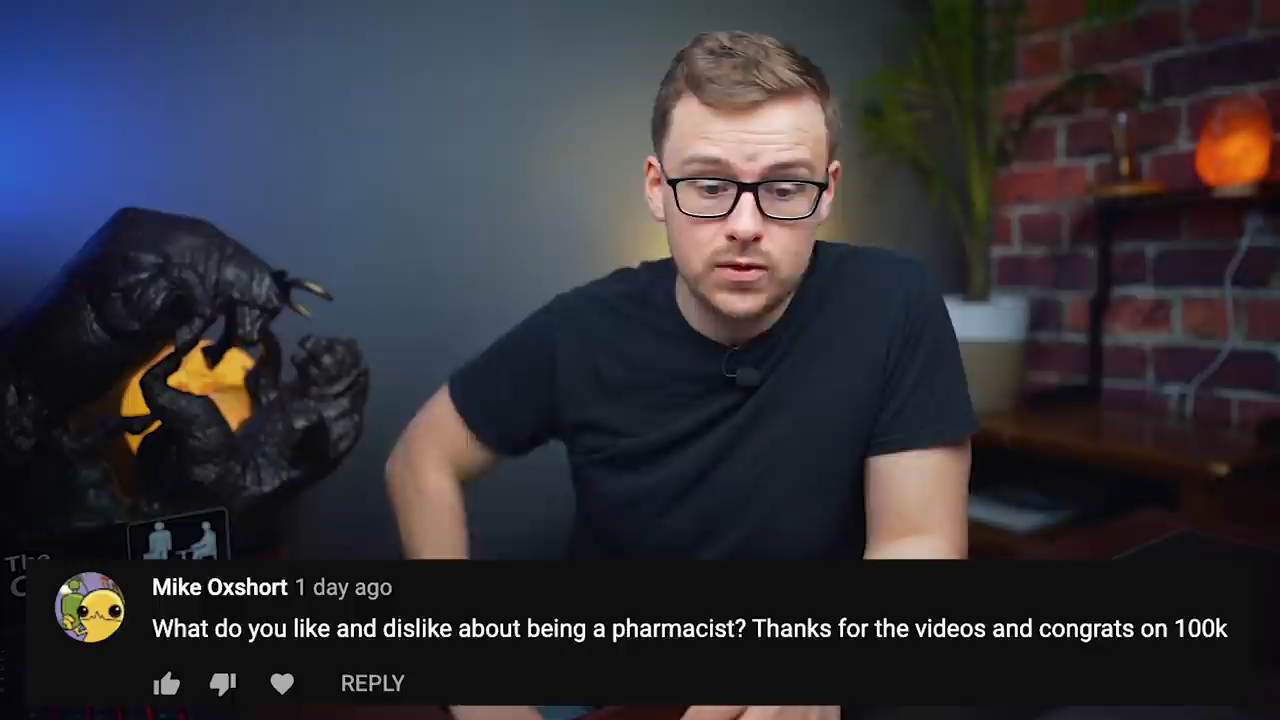 The
Mike Oxshort 1 day ago
What do you like and dislike about being a pharmacist? Thanks for the videos and congrats on 100k
REPLY